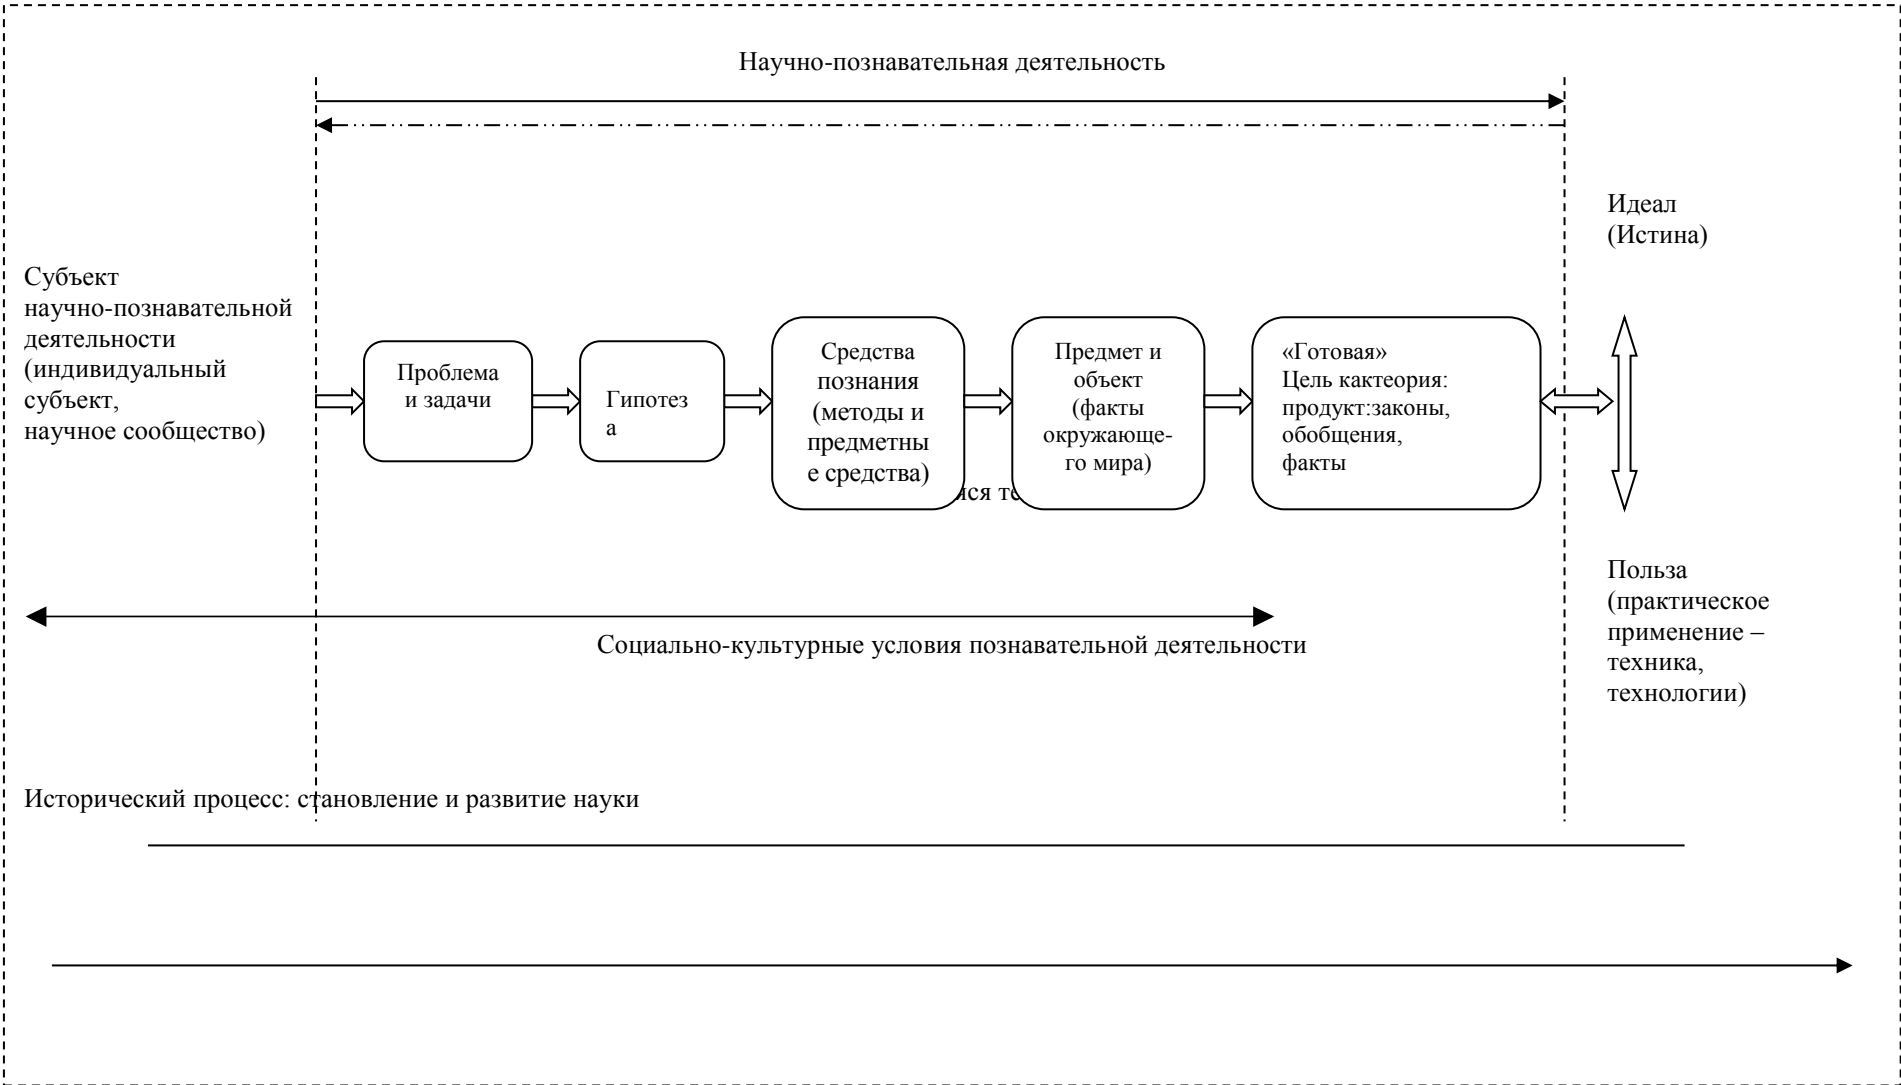 Научно-познавательная деятельность
Идеал
(Истина)
Субъект
научно-познавательной
деятельности
(индивидуальный
субъект,
научное сообщество)
Проблема
и задачи
Гипотез
а
Средства
познания
(методы и
предметны
е средства)
Предмет и
объект
(факты
окружающе-
го мира)
«Готовая»
Цель кактеория:
продукт:законы,
обобщения,
факты
Польза
(практическое
применение –
техника,
технологии)
Социально-культурные условия познавательной деятельности
Исторический процесс: становление и развитие науки